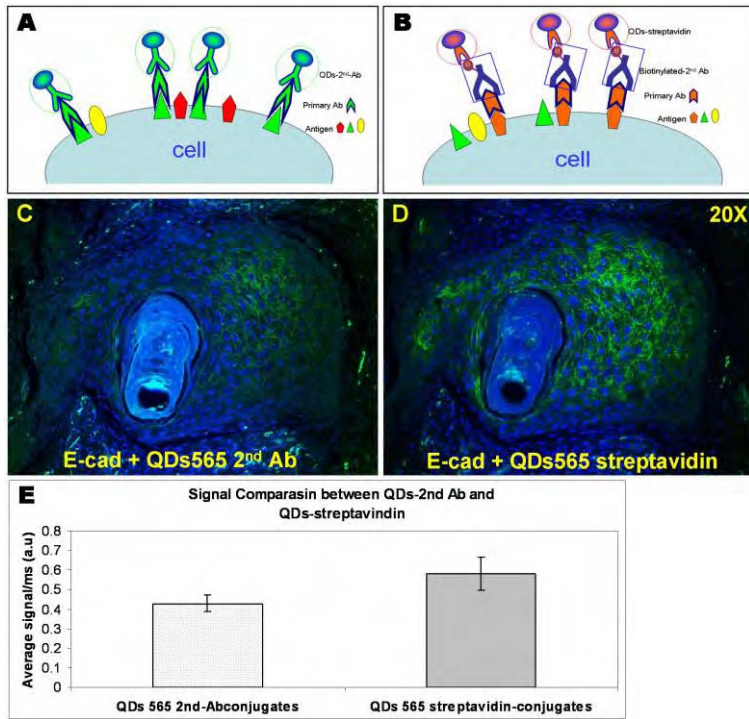 A
QDs-2nd-Ab
Primary Ab
Antigen
cell
B
QDs-streptavidin
Biotinylated-2nd Ab
Primary Ab
Antigen
cell
C
E-cad + QDs565 2nd Ab
D
20X
E-cad + QDs565 streptavidin
E
Signal Comparasin between QDs-2nd Ab and
QDs-streptavindin
Average signal/ms (a.u)
0.8
0.7
0.6
0.5
0.4
0.3
0.2
0.1
0
QDs 565 2nd-Abconjugates
QDs 565 streptavidin-conjugates